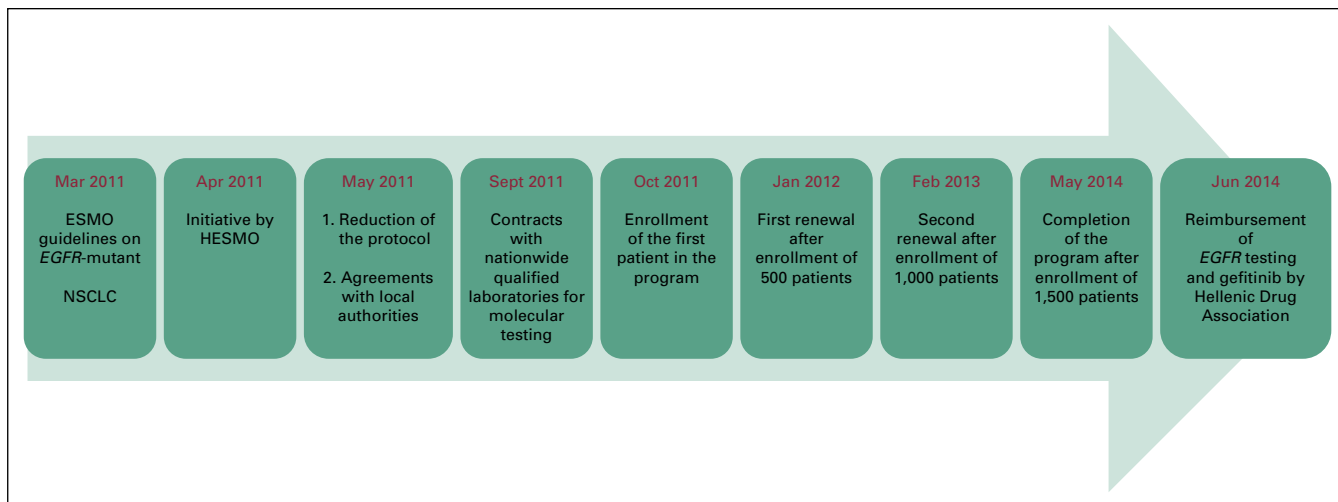 Mar 2011
ESMO
guidelines on
EGFR-mutant
NSCLC
Apr 2011
Initiative by
HESMO
May 2011
1. Reduction of
the protocol
2. Agreements
with local
authorities
Sept 2011
Contracts
with
nationwide
qualified
laboratories for
molecular
testing
Oct 2011
Enrollment
of the first
patient in the
program
Jan 2012
First renewal
after
enrollment of
500 patients
Feb 2013
Second
renewal after
enrollment of
1,000 patients
May 2014
Completion
of the
program after
enrollment of
1,500 patients
Jun 2014
Reimbursement
of
EGFR testing
and gefitinib by
Hellenic Drug
Association